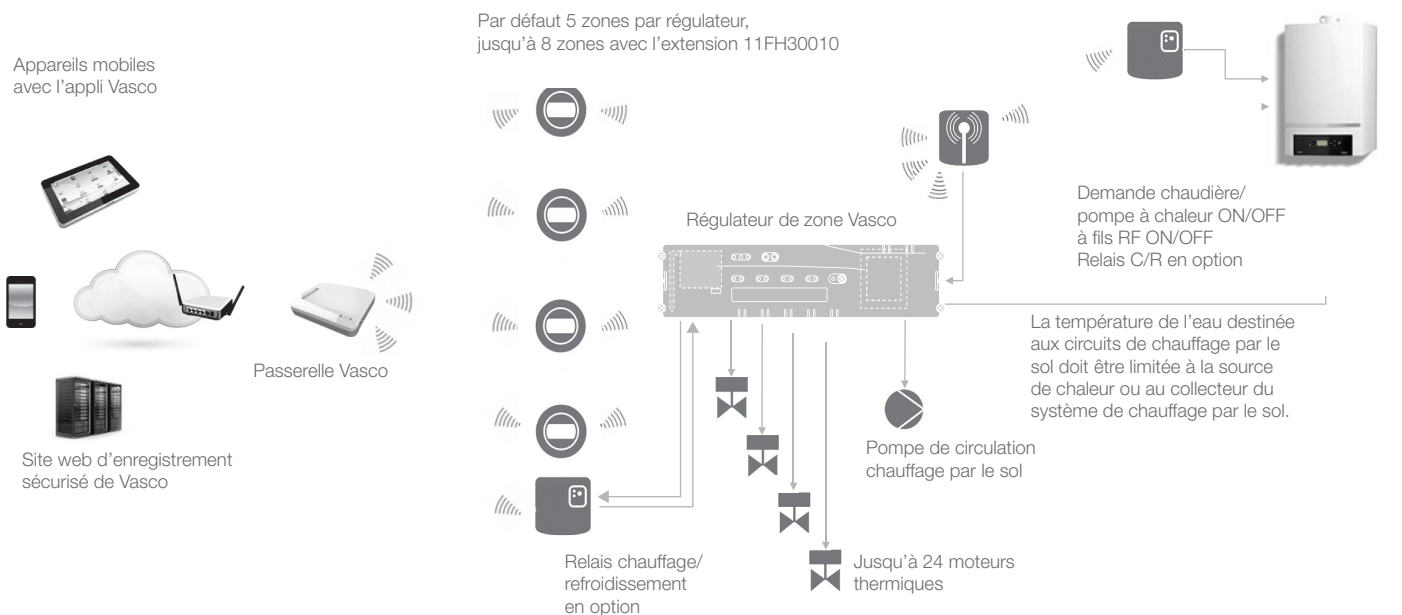 Par défaut 5 zones par régulateur,
jusqu'à 8 zones avec l'extension 11FH30010
Appareils mobiles
avec l'appli Vasco
Passerelle Vasco
Site web d'enregistrement
sécurisé de Vasco
Régulateur de zone Vasco
Demande chaudière/
pompe à chaleur ON/OFF
à fils RF ON/OFF
Relais C/R en option
La température de l'eau destinée
aux circuits de chauffage par le
sol doit être limitée à la source
de chaleur ou au collecteur du
système de chauffage par le sol.
Pompe de circulation
chauffage par le sol
Relais chauffage/
refroidissement
en option
Jusqu'à 24 moteurs
thermiques